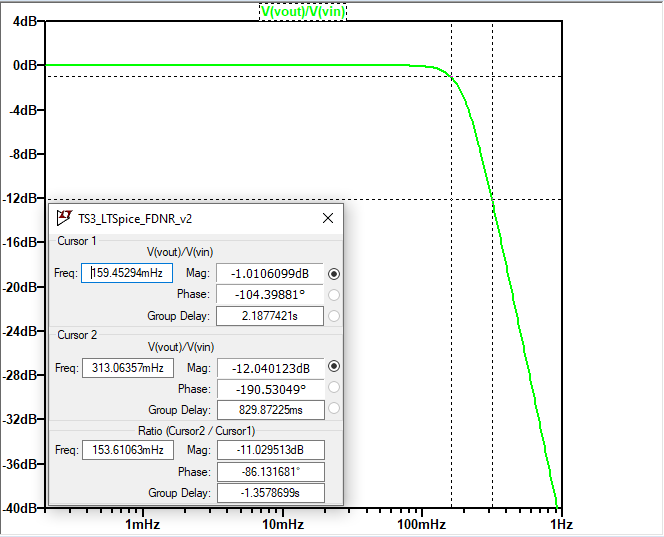 V(vout)/V(vin)
4dB
0dB
-4dB
-8dB
-12dB
-16dB
-20dB
-24dB
-28dB
-32dB
-36dB
-40dB
1mHz 10mHz 100mHz 1Hz
TS3_LTSpice_FDNR_v2
Cursor 1
V(vout)/V(vin)
Freq: 159.45294mHz Mag: -1.0106099dB
Phase: -104.39881°
Group Delay: 2.1877421s
Cursor 2
V(vout)/V(vin)
Freq: 313.06357mHz Mag: -12.040123dB
Phase: -190.53049°
Group Delay: 829.87225ms
Ratio (Cursor2 / Cursor1)
Freq: 153.61063mHz Mag: -11.029513dB
Phase: -86.131681°
Group Delay: -1.3578699s